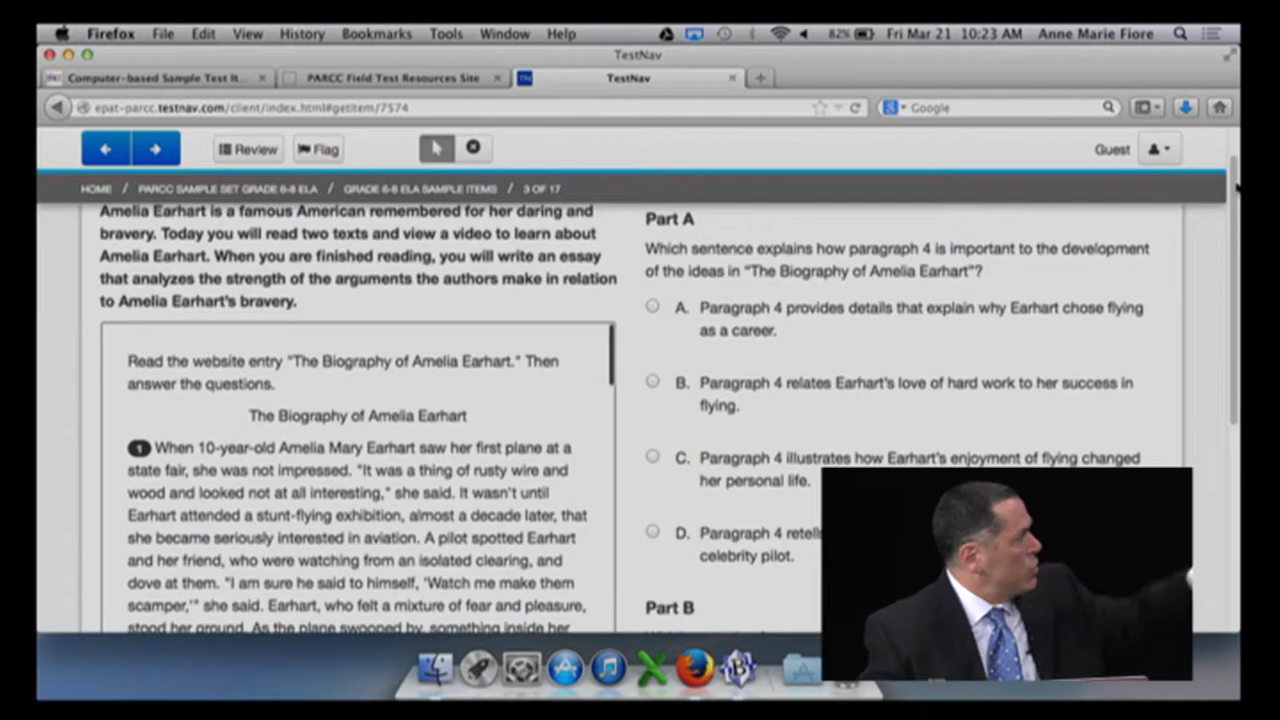 Firefox File Edit View History Bookmarks Tools Window Help 82% Fri Mar 21 10:23 AM Anne Marie Fiore
TestNav
Computer-based Sample Test It... PARCC Field Test Resources Site TN TestNav
epat-parcc.testnav.com/client/index.html#getitem/7574 Google
Review Flag Guest
HOME / PARCC SAMPLE SET GRADE 6-8 ELA / GRADE 6-8 ELA SAMPLE ITEMS / 3 OF 17
Amelia Earhart is a famous American remembered for her daring and
bravery. Today you will read two texts and view a video to learn about
Amelia Earhart. When you are finished reading, you will write an essay
that analyzes the strength of the arguments the authors make in relation
to Amelia Earhart's bravery.
Read the website entry "The Biography of Amelia Earhart." Then
answer the questions.
The Biography of Amelia Earhart
1 When 10-year-old Amelia Mary Earhart saw her first plane at a
state fair, she was not impressed. "It was a thing of rusty wire and
wood and looked not at all interesting," she said. It wasn't until
Earhart attended a stunt-flying exhibition, almost a decade later, that
she became seriously interested in aviation. A pilot spotted Earhart
and her friend, who were watching from an isolated clearing, and
dove at them. "I am sure he said to himself, 'Watch me make them
scamper,'" she said. Earhart, who felt a mixture of fear and pleasure,
stood her ground. As the plane swooped by, something inside her
Part A
Which sentence explains how paragraph 4 is important to the development
of the ideas in "The Biography of Amelia Earhart"?
A. Paragraph 4 provides details that explain why Earhart chose flying
as a career.
B. Paragraph 4 relates Earhart's love of hard work to her success in
flying.
C. Paragraph 4 illustrates how Earhart's enjoyment of flying changed
her personal life.
D. Paragraph 4 retell
celebrity pilot.
Part B